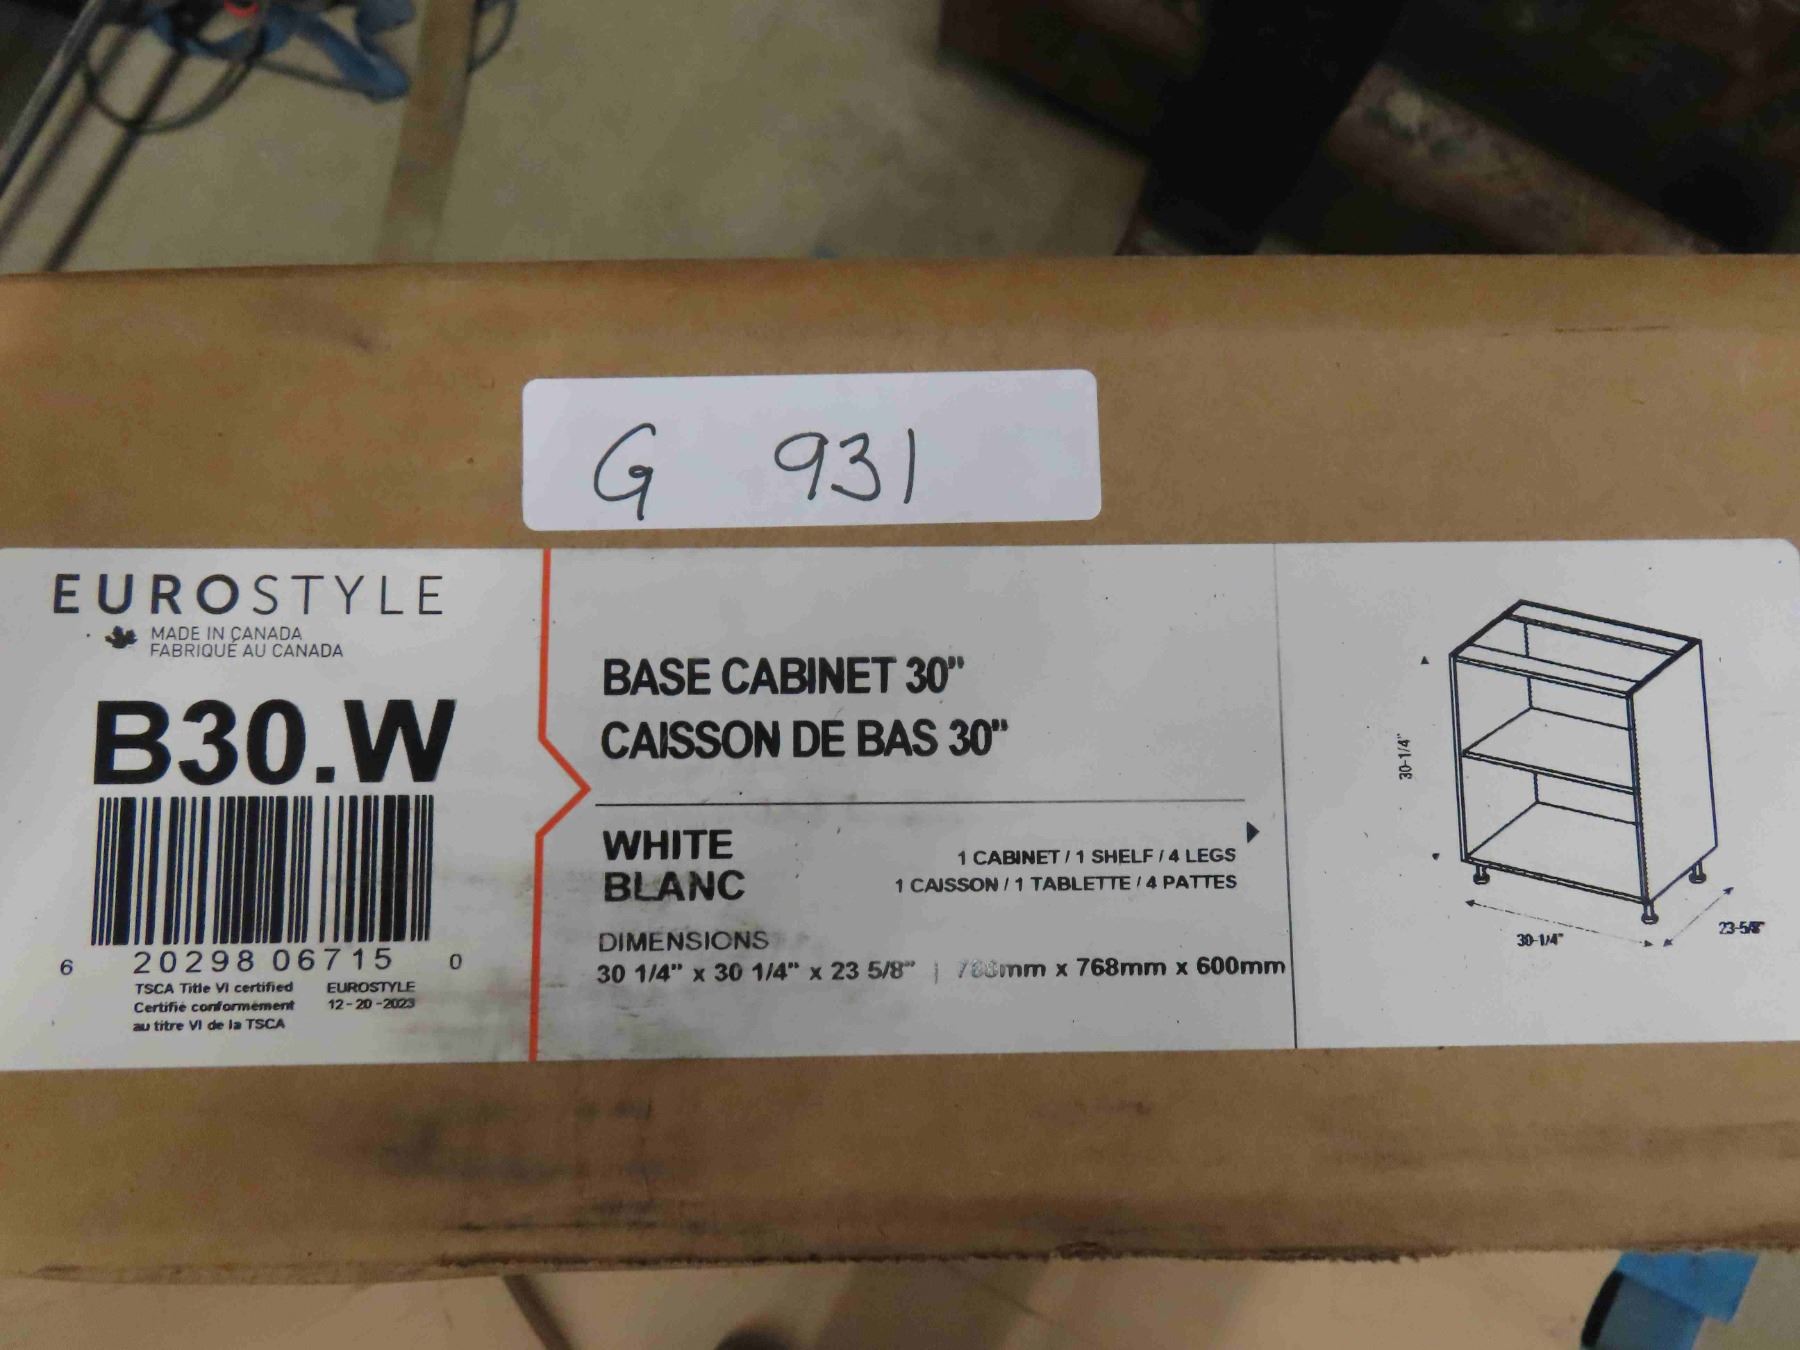 G 931
EUROSTYLE
MADE IN CANADA
FABRIQUÉ AU CANADA
B30.W
6 20298 06715 0
TSCA Title VI certified
Certifié conformément
au titre VI de la TSCA
EUROSTYLE
12-20-2023
BASE CABINET 30"
CAISSON DE BAS 30"
WHITE
BLANC
1 CABINET / 1 SHELF / 4 LEGS
1 CAISSON / 1 TABLETTE / 4 PATTES
DIMENSIONS
30 1/4" x 30 1/4" x 23 5/8" | 768mm x 768mm x 600mm
30-1/4"
30-1/4"
23-5/8"